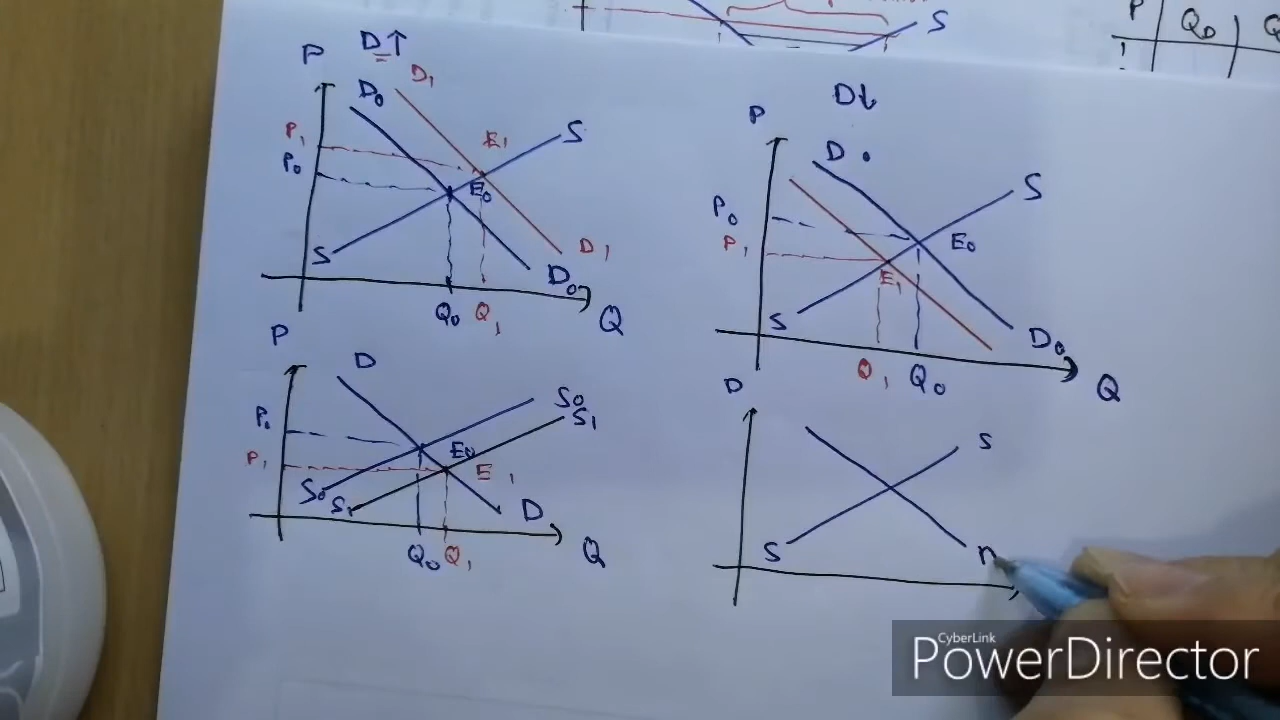 S
P Q₀ Q
1
D↑
P
D₀ D₁
P₁ E₁ S
P₀ E₀
S D₁
D₀
Q₀ Q₁ Q
D↓
P
D₀
S
P₀ E₀
P₁ E₁
S D₀
Q₁ Q₀ Q
P
D
S₀
S₁
P₀ E₀
P₁ E₁
S₀
S₁ D
Q₀ Q₁ Q
P
S
S
CyberLink
PowerDirector